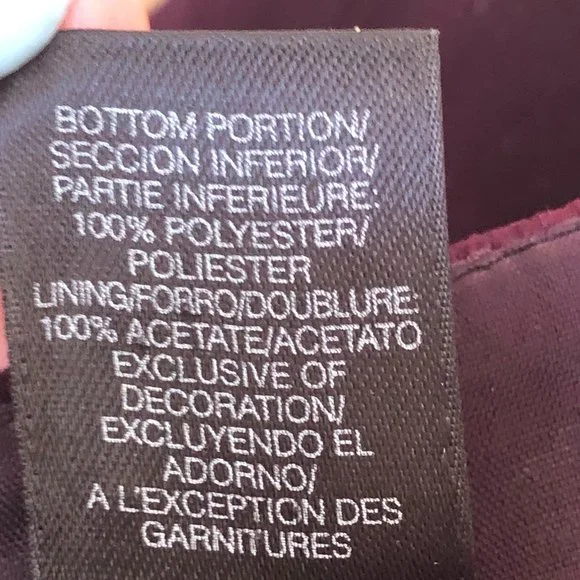 BOTTOM PORTION/
SECCION INFERIOR/
PARTIE INFERIEURE:
100% POLYESTER/
POLIESTER
LINING/FORRO/DOUBLURE:
100% ACETATE/ACETATO
EXCLUSIVE OF
DECORATION/
EXCLUYENDO EL
ADORNO/
A L'EXCEPTION DES
GARNITURES